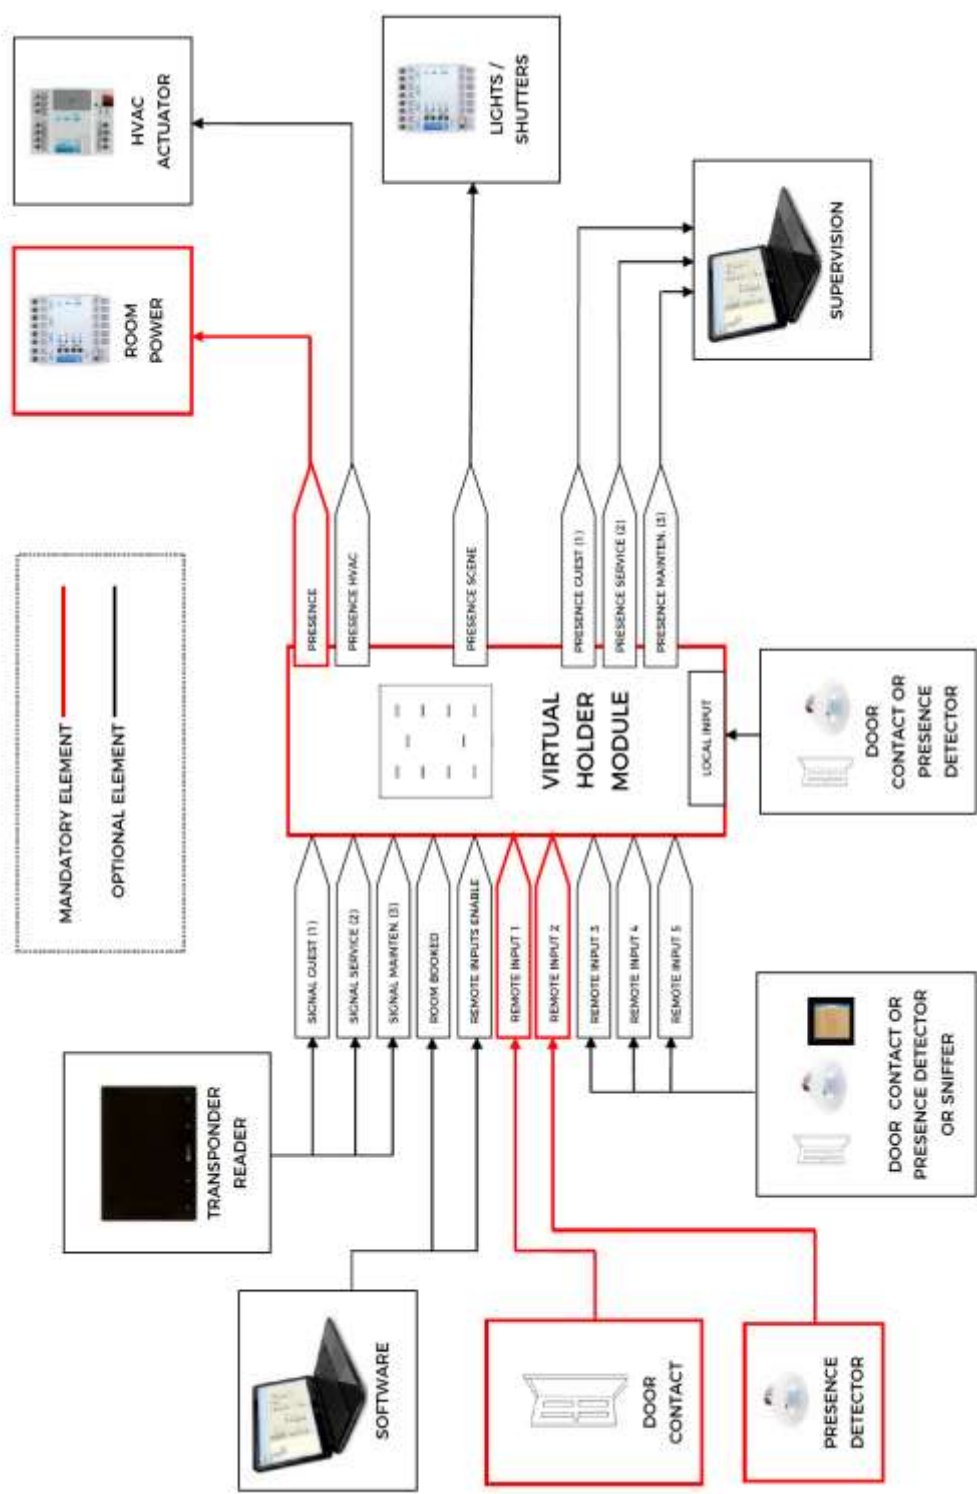 MANDATORY ELEMENT
OPTIONAL ELEMENT
SOFTWARE
TRANSPONDER
READER
DOOR
CONTACT
PRESENCE
DETECTOR
DOOR CONTACT OR
PRESENCE DETECTOR
OR SNIFFER
SIGNAL GUEST (1)
SIGNAL SERVICE (2)
SIGNAL MAINTEN. (3)
ROOM BOOKED
REMOTE INPUTS ENABLE
REMOTE INPUT 1
REMOTE INPUT 2
REMOTE INPUT 3
REMOTE INPUT 4
REMOTE INPUT 5
VIRTUAL
HOLDER
MODULE
LOCAL INPUT
DOOR
CONTACT OR
PRESENCE
DETECTOR
PRESENCE
PRESENCE HVAC
PRESENCE SCENE
PRESENCE GUEST (1)
PRESENCE SERVICE (2)
PRESENCE MAINTEN. (3)
ROOM
POWER
HVAC
ACTUATOR
LIGHTS /
SHUTTERS
SUPERVISION